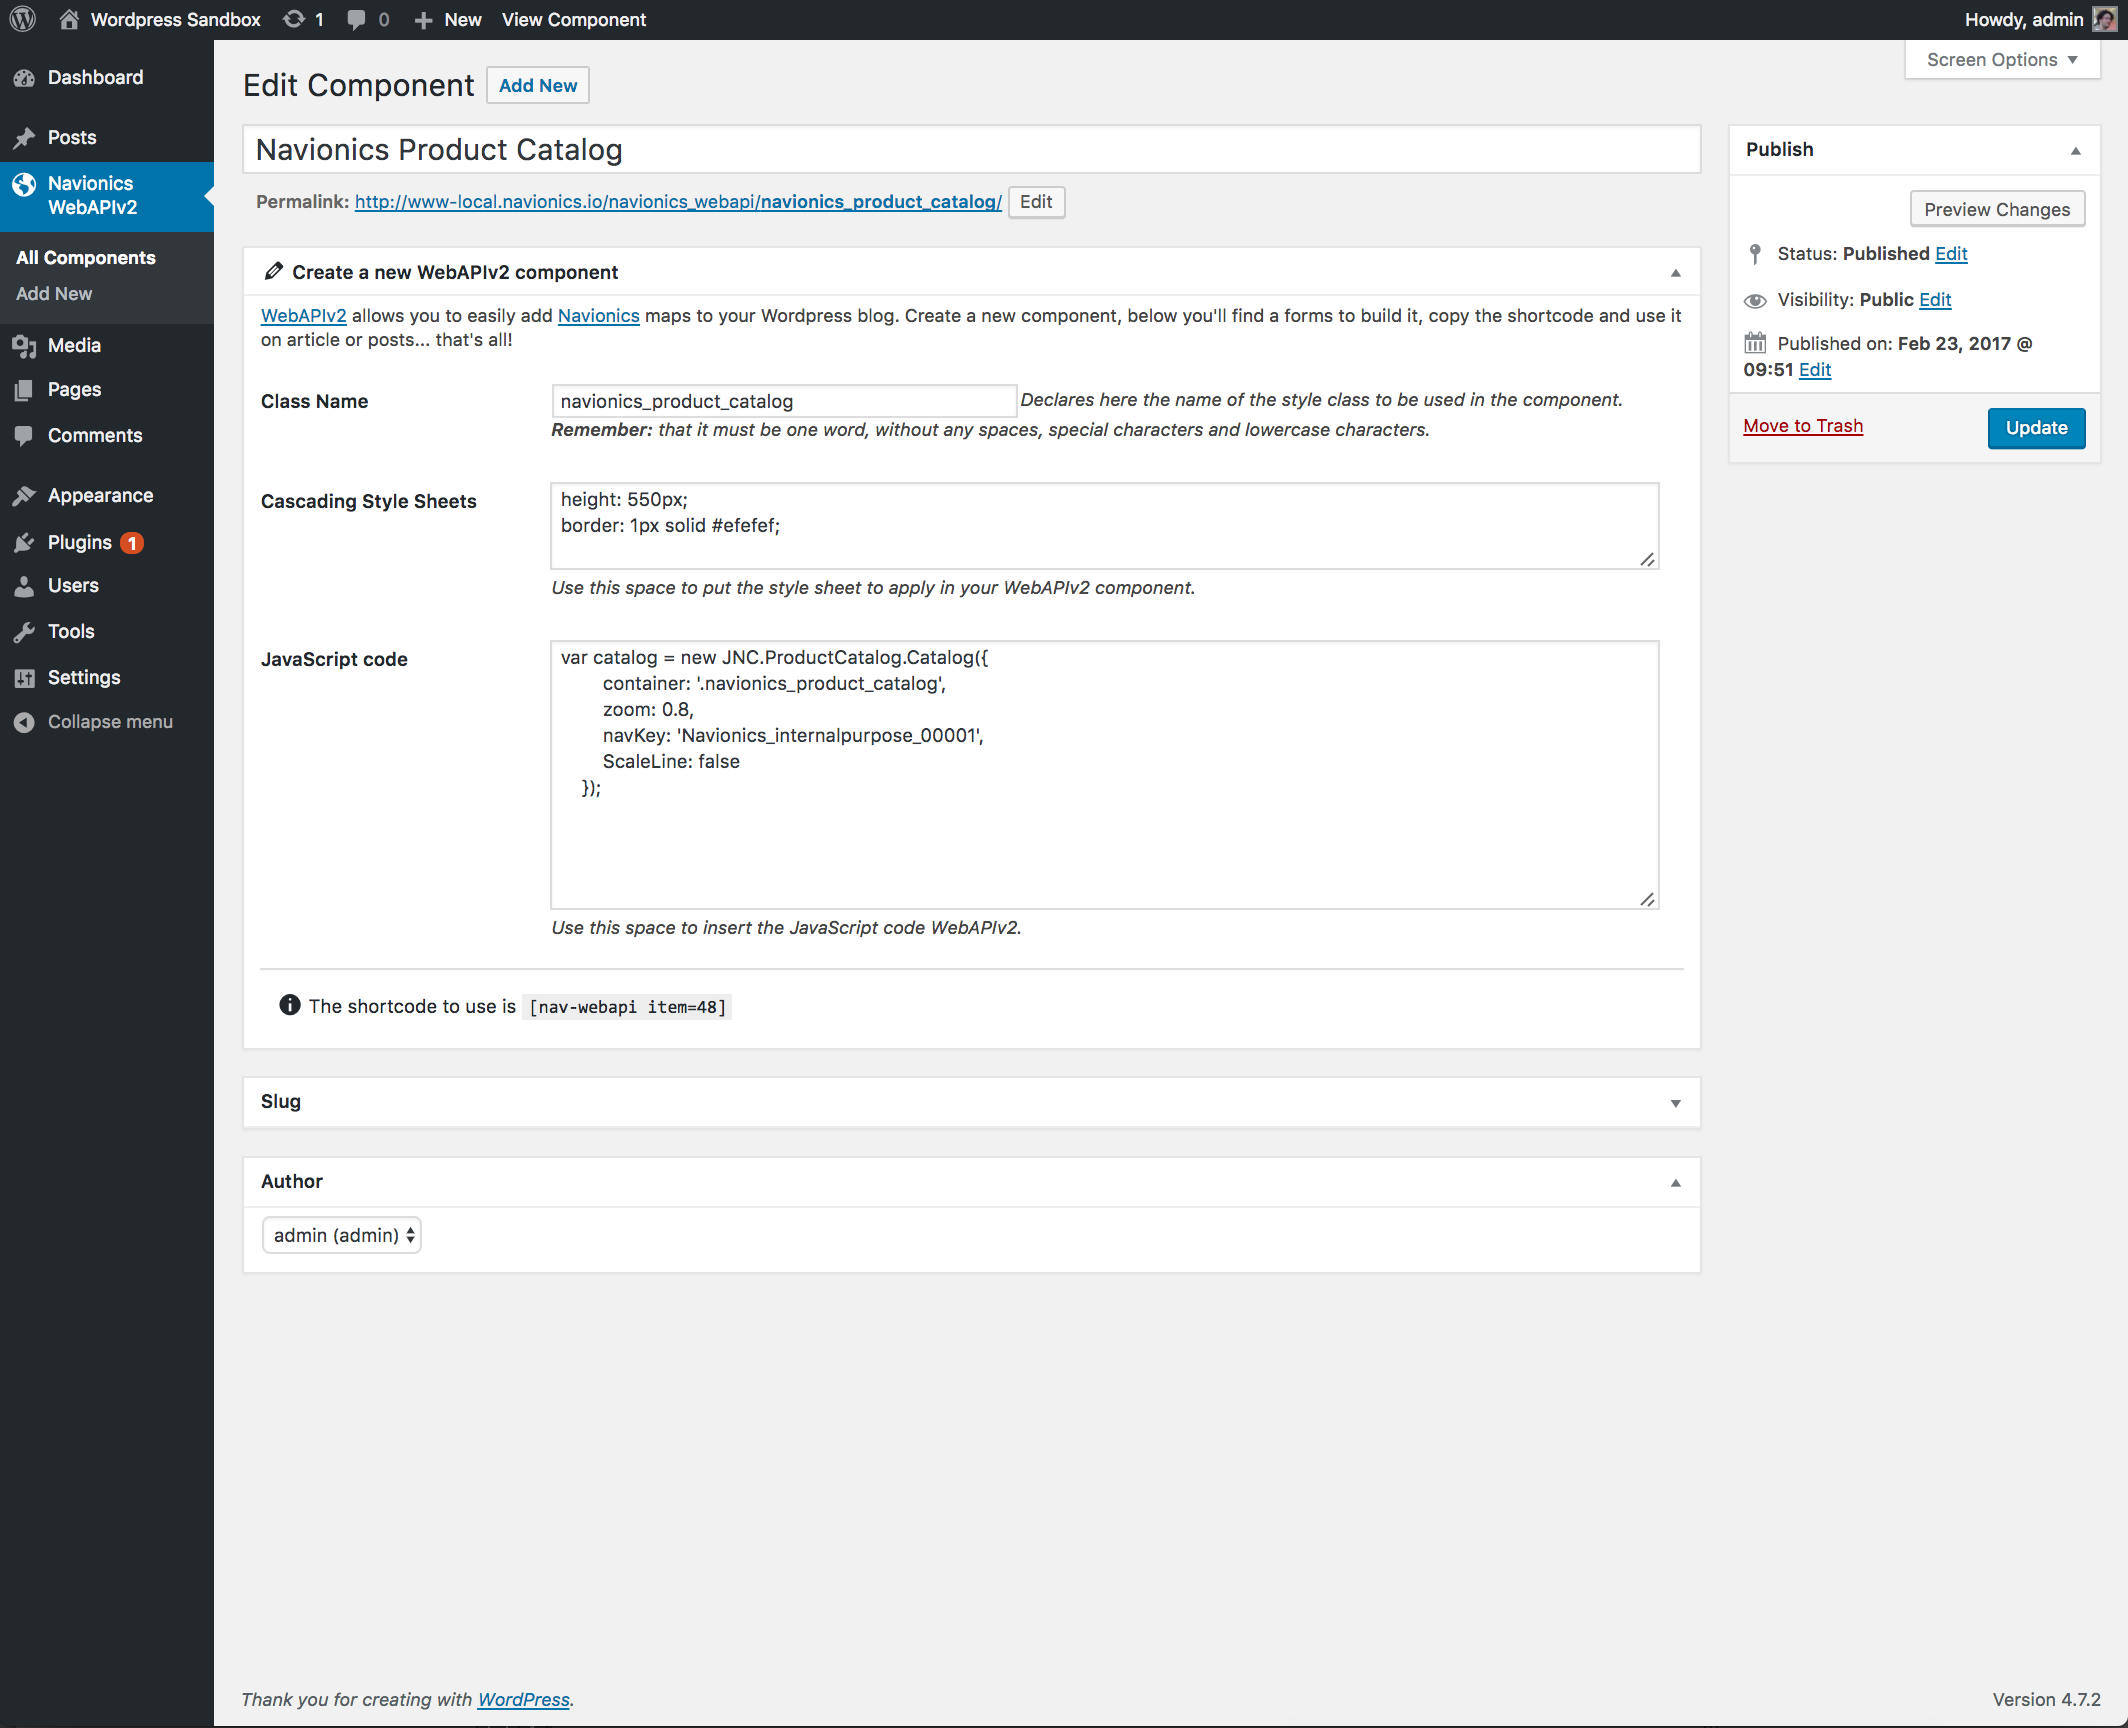 Wordpress Sandbox 1 0 New View Component Howdy, admin
Screen Options
Dashboard
Posts
Navionics
WebAPIv2
All Components
Add New
Media
Pages
Comments
Appearance
Plugins 1
Users
Tools
Settings
Collapse menu
Edit Component Add New
Navionics Product Catalog
Permalink: http://www-local.navionics.io/navionics_webapi/navionics_product_catalog/ Edit
Create a new WebAPIv2 component
WebAPIv2 allows you to easily add Navionics maps to your Wordpress blog. Create a new component, below you'll find a forms to build it, copy the shortcode and use it
on article or posts... that's all!
Class Name
navionics_product_catalog Declares here the name of the style class to be used in the component.
Remember: that it must be one word, without any spaces, special characters and lowercase characters.
Cascading Style Sheets
height: 550px;
border: 1px solid #efefef;
Use this space to put the style sheet to apply in your WebAPIv2 component.
JavaScript code
var catalog = new JNC.ProductCatalog.Catalog({
container: '.navionics_product_catalog',
zoom: 0.8,
navKey: 'Navionics_internalpurpose_00001',
ScaleLine: false
});
Use this space to insert the JavaScript code WebAPIv2.
The shortcode to use is [nav-webapi item=48]
Slug
Author
admin (admin)
Publish
Preview Changes
Status: Published Edit
Visibility: Public Edit
Published on: Feb 23, 2017 @
09:51 Edit
Move to Trash Update
Thank you for creating with WordPress.
Version 4.7.2